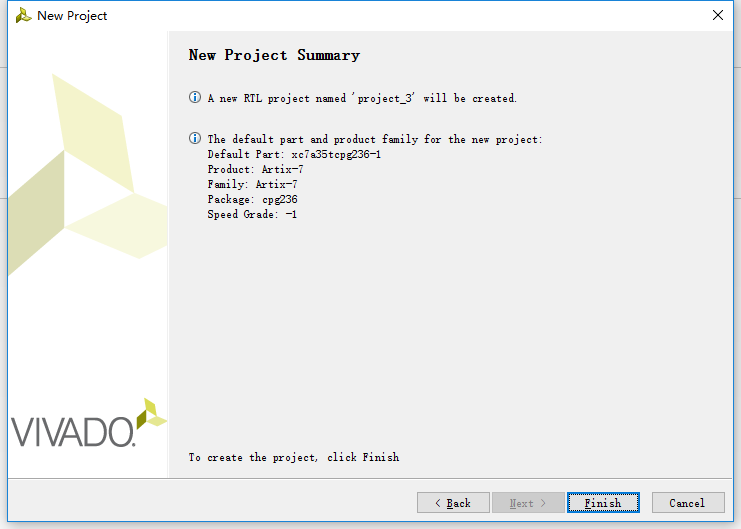 New Project
New Project Summary
A new RTL project named 'project_3' will be created.
The default part and product family for the new project:
Default Part: xc7a35tcpg236-1
Product: Artix-7
Family: Artix-7
Package: cpg236
Speed Grade: -1
VIVADO.
To create the project, click Finish
< Back
Next >
Finish
Cancel